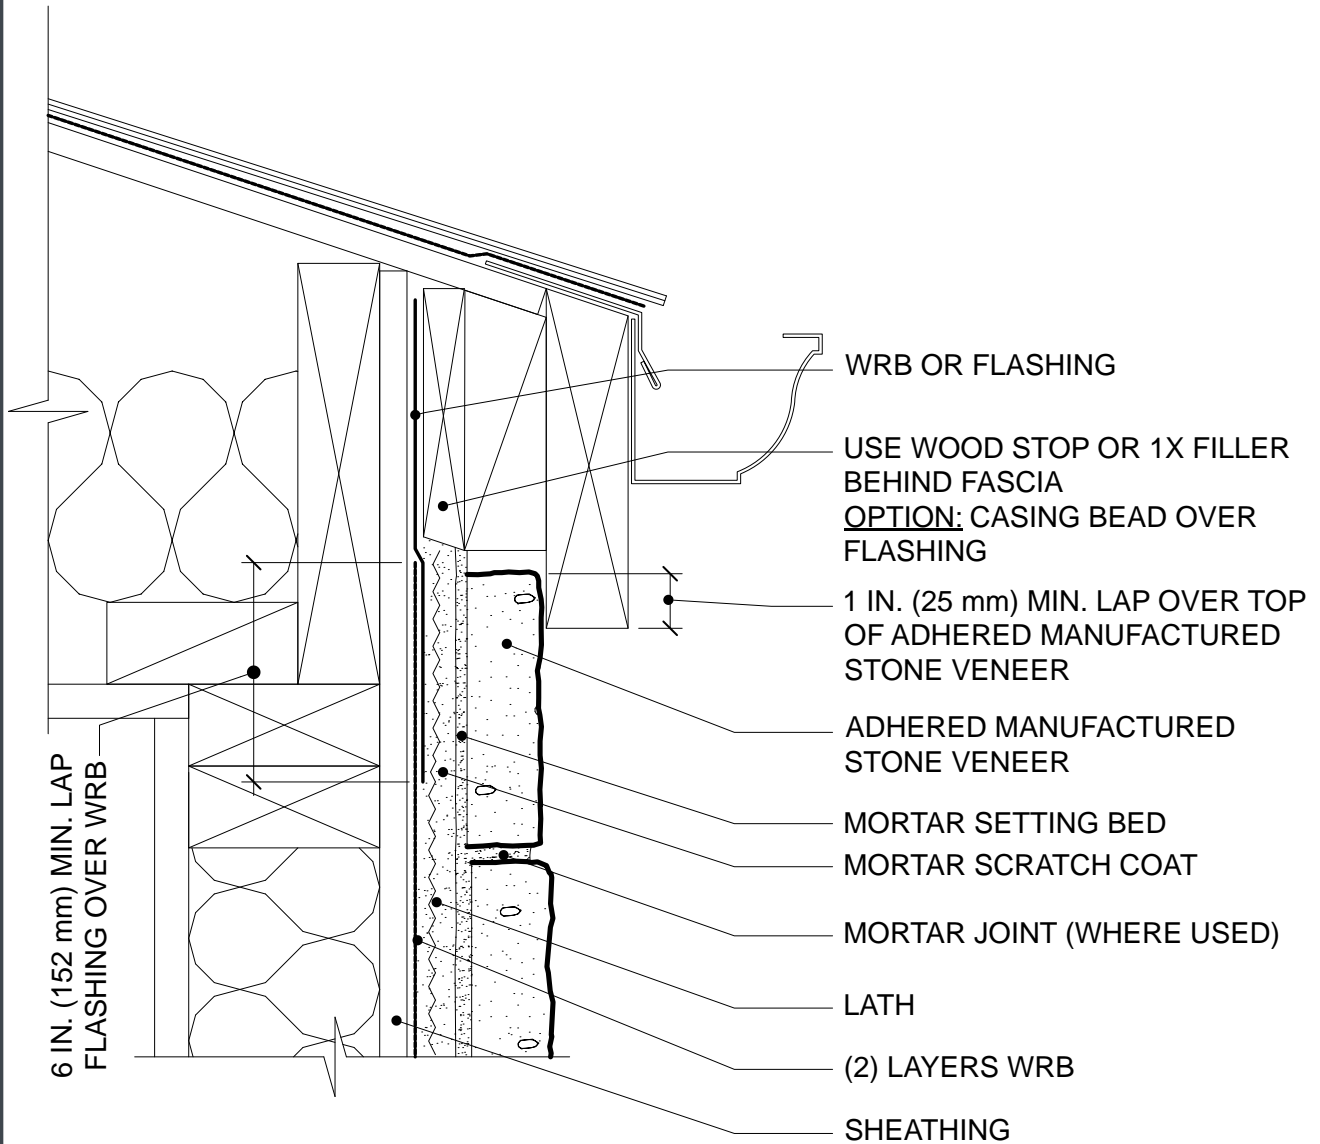 WRB OR FLASHING
USE WOOD STOP OR 1X FILLER
BEHIND FASCIA
OPTION: CASING BEAD OVER
FLASHING
1 IN. (25 mm) MIN. LAP OVER TOP
OF ADHERED MANUFACTURED
STONE VENEER
ADHERED MANUFACTURED
STONE VENEER
MORTAR SETTING BED
MORTAR SCRATCH COAT
MORTAR JOINT (WHERE USED)
LATH
(2) LAYERS WRB
SHEATHING
6 IN. (152 mm) MIN. LAP
FLASHING OVER WRB